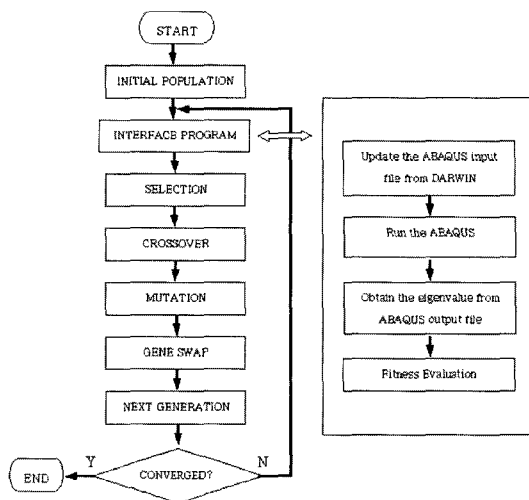 START
INITIAL POPULATION
INTERFACE PROGRAM
SELECTION
CROSSOVER
MUTATION
GENE SWAP
NEXT GENERATION
CONVERGED?
Y
N
END
Update the ABAQUS input
file from DARWIN
Run the ABAQUS
Obtain the eigenvalue from
ABAQUS output file
Fitness Evaluation